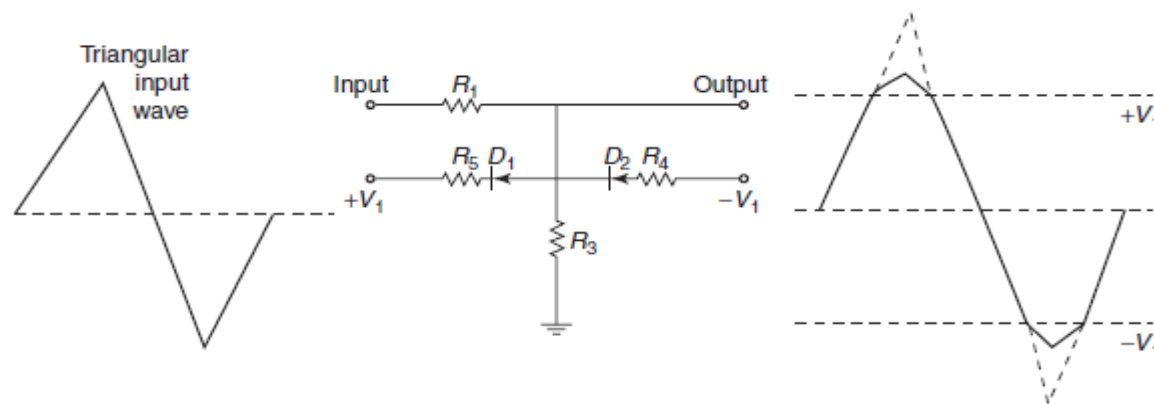 Triangular
input
wave
Input
R1
Output
R5 D1
D2 R4
+V1
−V1
R3
+V
−V